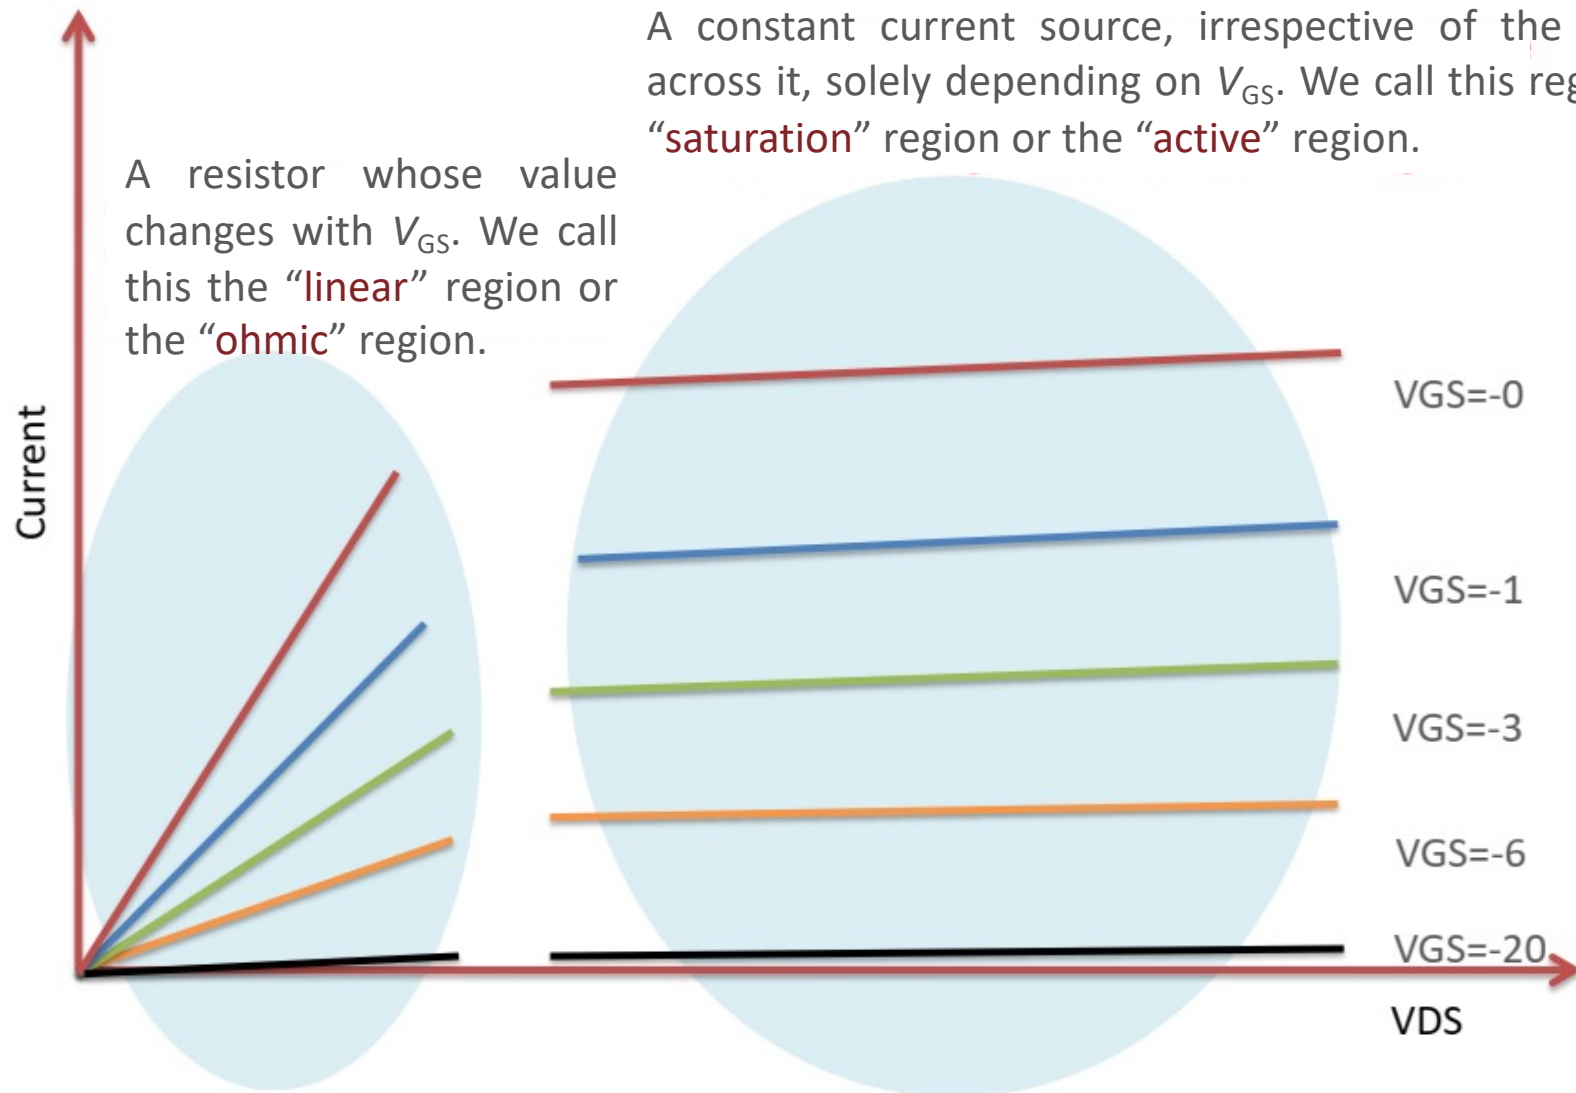 A constant current source, irrespective of the
across it, solely depending on VGS. We call this reg
“saturation” region or the “active” region.
A resistor whose value
changes with VGS. We call
this the “linear” region or
the “ohmic” region.
Current
VGS=-0
VGS=-1
VGS=-3
VGS=-6
VGS=-20
VDS